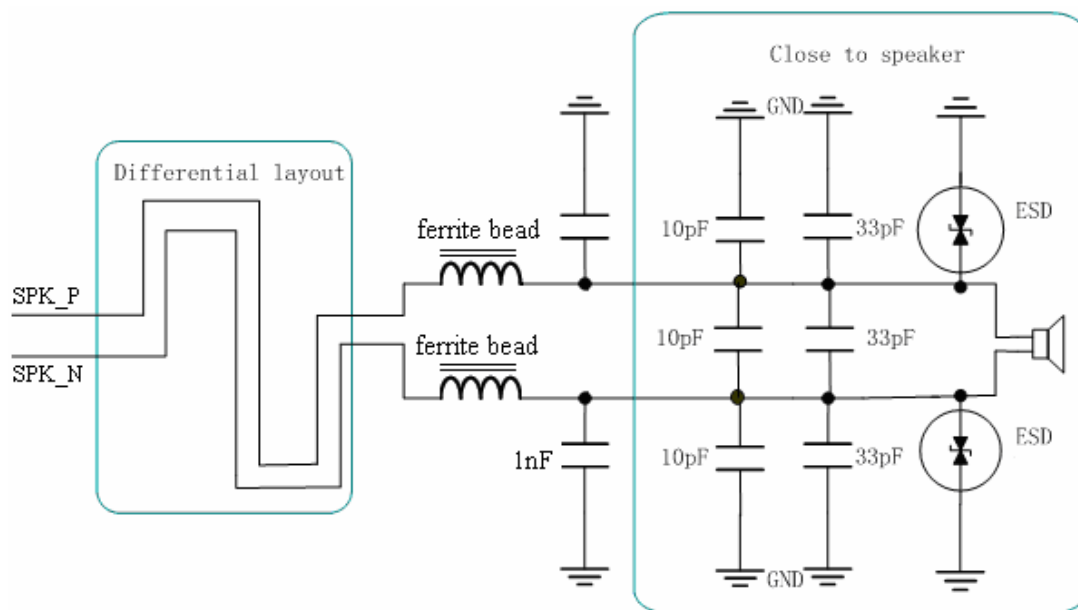 Close to speaker
GND
Differential layout
ESD
ferrite bead
10pF
33pF
SPK_P
10pF
33pF
ferrite bead
SPK_N
ESD
1nF
10pF
33pF
GND